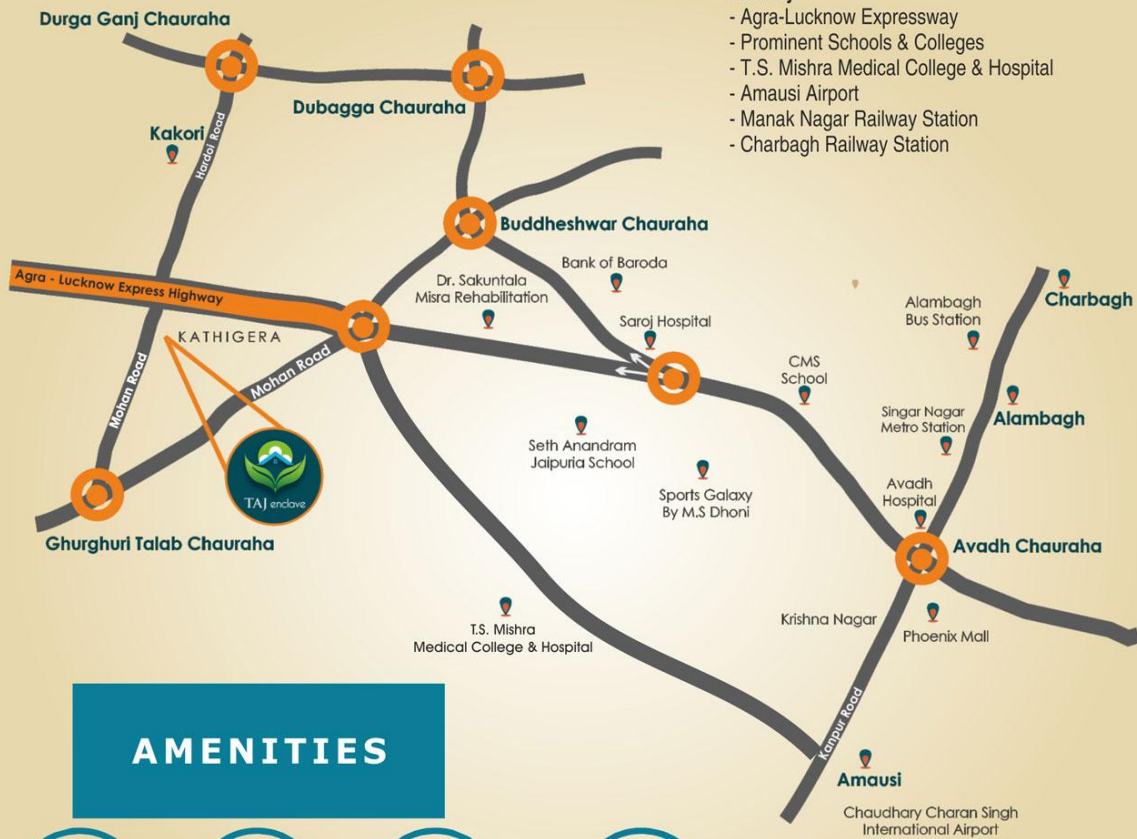 - Agra-Lucknow Expressway
- Prominent Schools & Colleges
- T.S. Mishra Medical College & Hospital
- Amausi Airport
- Manak Nagar Railway Station
- Charbagh Railway Station
Durga Ganj Chauraha
Dubagga Chauraha
Kakori
Hardoi Road
Buddheshwar Chauraha
Bank of Baroda
Dr. Sakuntala
Misra Rehabilitation
Agra - Lucknow Express Highway
KATHIGERA
Saroj Hospital
Alambagh
Bus Station
Charbagh
Mohan Road
Mohan Road
CMS
School
Singar Nagar
Metro Station
Alambagh
Seth Anandram
Jaipuria School
Sports Galaxy
By M.S Dhoni
Avadh
Hospital
TAJ enclave
Ghurghuri Talab Chauraha
Avadh Chauraha
T.S. Mishra
Medical College & Hospital
Krishna Nagar
Phoenix Mall
Kanpur Road
AMENITIES
Amausi
Chaudhary Charan Singh
International Airport